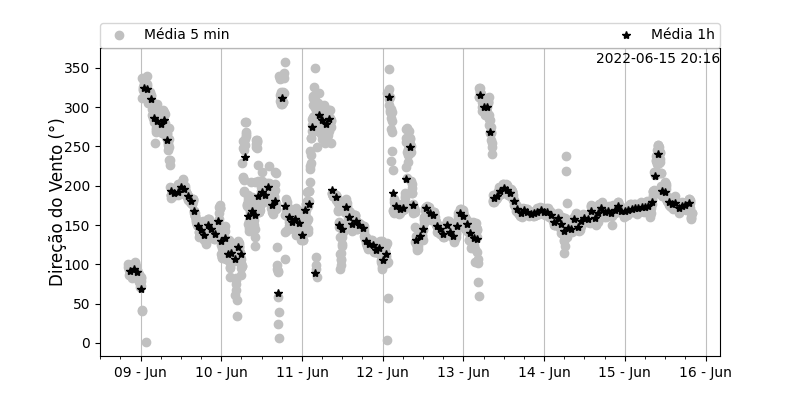 Média 5 min
Média 1h
2022-06-15 20:16
Direção do Vento (°)
350
300
250
200
150
100
50
0
09 - Jun
10 - Jun
11 - Jun
12 - Jun
13 - Jun
14 - Jun
15 - Jun
16 - Jun